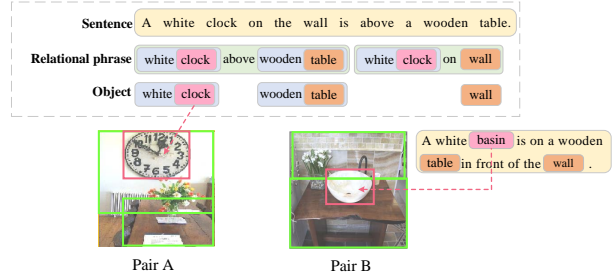 Sentence A white clock on the wall is above a wooden table.
Relational phrase white clock above wooden table white clock on wall
Object white clock wooden table wall
A white basin is on a wooden
table in front of the wall .
Pair A Pair B